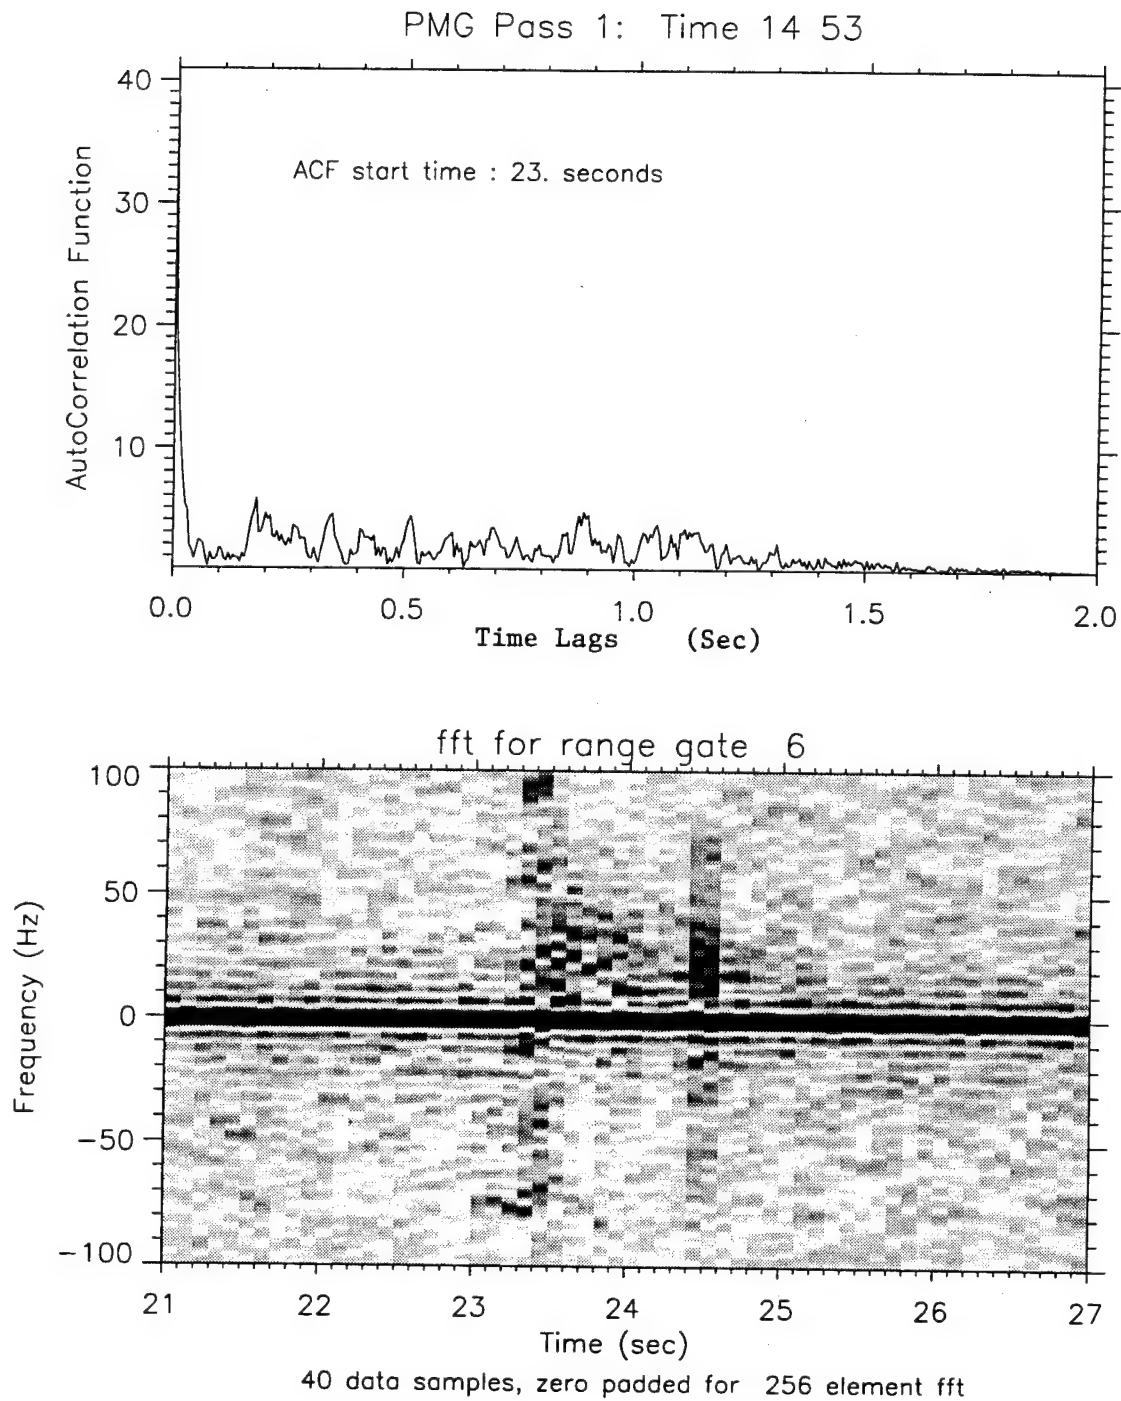 PMG Pass 1: Time 14 53
40
30
20
10
AutoCorrelation Function
ACF start time : 23. seconds
0.0 0.5 1.0 1.5 2.0
Time Lags (Sec)
fft for range gate 6
100
50
0
-50
-100
Frequency (Hz)
21 22 23 24 25 26 27
Time (sec)
40 data samples, zero padded for 256 element fft